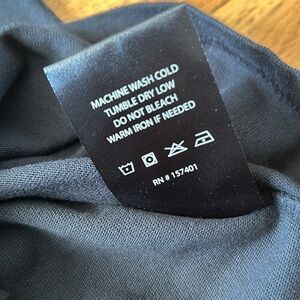 MACHINE WASH COLD
TUMBLE DRY LOW
DO NOT BLEACH
WARM IRON IF NEEDED
RN # 157401